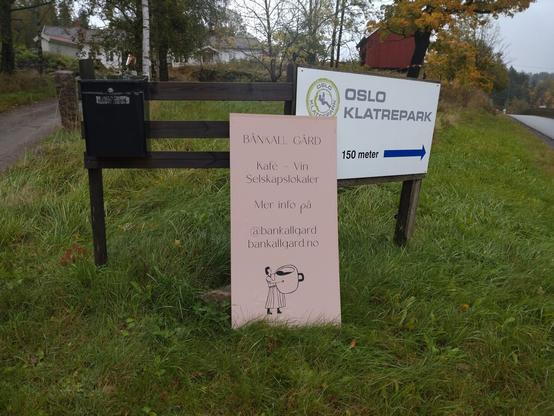 OSLO
KLATREPARK
150 meter
BÅNKALL GÅRD
Kafé – Vin
Selskapslokaler
Mer info på
@bankallgard
bankallgard.no